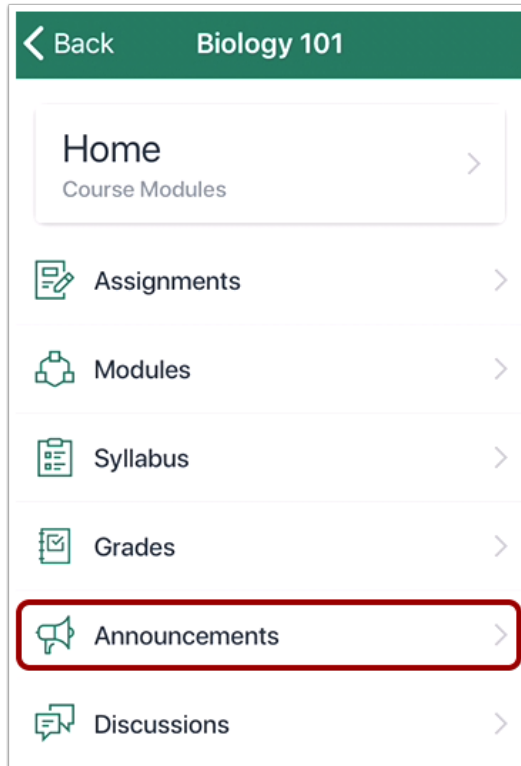 Back Biology 101
Home
Course Modules
Assignments
Modules
Syllabus
Grades
Announcements
Discussions